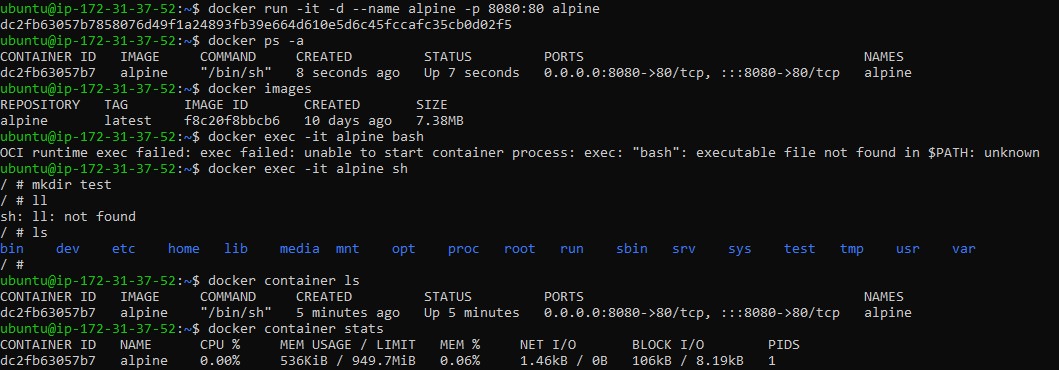 ubuntu@ip-172-31-37-52:~$ docker run -it -d --name alpine -p 8080:80 alpine
dc2fb63057b7858076d49f1a24893fb39e664d610e5d6c45fccafc35cb0d02f5
ubuntu@ip-172-31-37-52:~$ docker ps -a
CONTAINER ID   IMAGE     COMMAND     CREATED         STATUS         PORTS                                   NAMES
dc2fb63057b7   alpine    "/bin/sh"   8 seconds ago   Up 7 seconds   0.0.0.0:8080->80/tcp, :::8080->80/tcp   alpine
ubuntu@ip-172-31-37-52:~$ docker images
REPOSITORY   TAG       IMAGE ID       CREATED       SIZE
alpine       latest    f8c20f8bbcb6   10 days ago   7.38MB
ubuntu@ip-172-31-37-52:~$ docker exec -it alpine bash
OCI runtime exec failed: exec failed: unable to start container process: exec: "bash": executable file not found in $PATH: unknown
ubuntu@ip-172-31-37-52:~$ docker exec -it alpine sh
/ # mkdir test
/ # ll
sh: ll: not found
/ # ls
bin    dev    etc    home   lib    media  mnt    opt    proc   root   run    sbin   srv    sys    test   tmp    usr    var
/ #
ubuntu@ip-172-31-37-52:~$ docker container ls
CONTAINER ID   IMAGE     COMMAND     CREATED         STATUS         PORTS                                   NAMES
dc2fb63057b7   alpine    "/bin/sh"   5 minutes ago   Up 5 minutes   0.0.0.0:8080->80/tcp, :::8080->80/tcp   alpine
ubuntu@ip-172-31-37-52:~$ docker container stats
CONTAINER ID   NAME      CPU %     MEM USAGE / LIMIT   MEM %     NET I/O       BLOCK I/O        PIDS
dc2fb63057b7   alpine    0.00%     536KiB / 949.7MiB   0.06%     1.46kB / 0B   106kB / 8.19kB   1